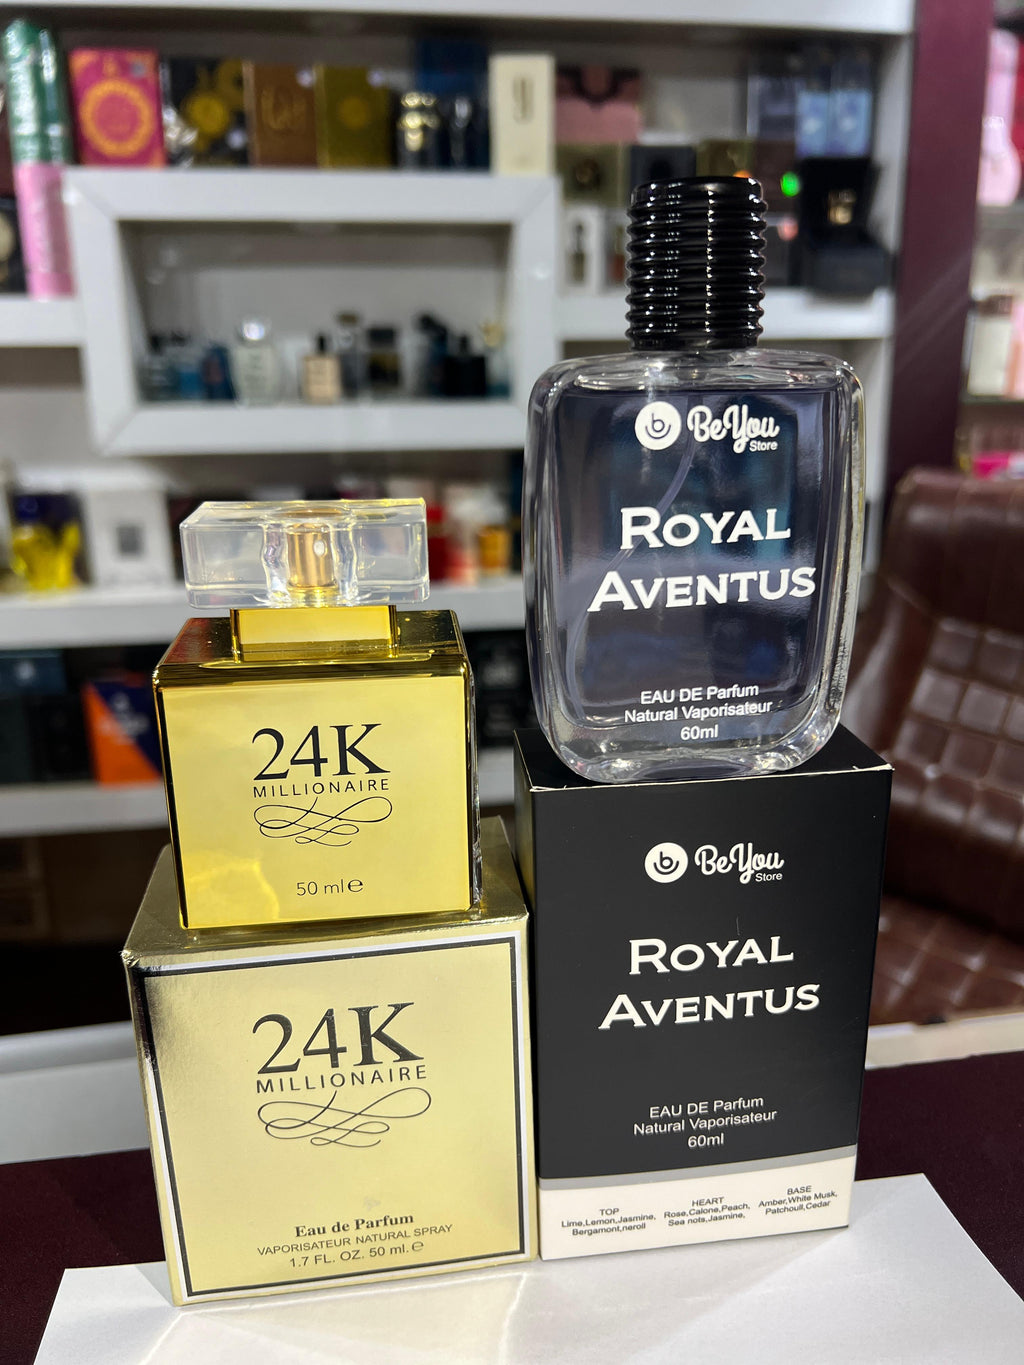 24K
MILLIONAIRE
50 ml ℮
24K
MILLIONAIRE
Eau de Parfum
VAPORISATEUR NATURAL SPRAY
1.7 FL. OZ. 50 ml. ℮
b BeYou
Store
ROYAL
AVENTUS
EAU DE Parfum
Natural Vaporisateur
60ml
b BeYou
Store
ROYAL
AVENTUS
EAU DE Parfum
Natural Vaporisateur
60ml
TOP
Lime,Lemon,Jasmine,
Bergamont,neroli
HEART
Rose,Calone,Peach,
Sea nots,Jasmine,
BASE
Amber,White Musk,
Patchoull,Cedar